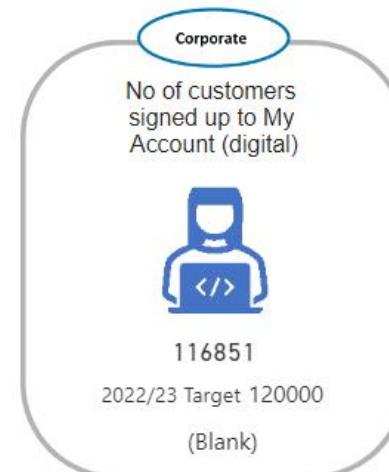 Corporate
No of customers
signed up to My
Account (digital)
</>
116851
2022/23 Target 120000
(Blank)